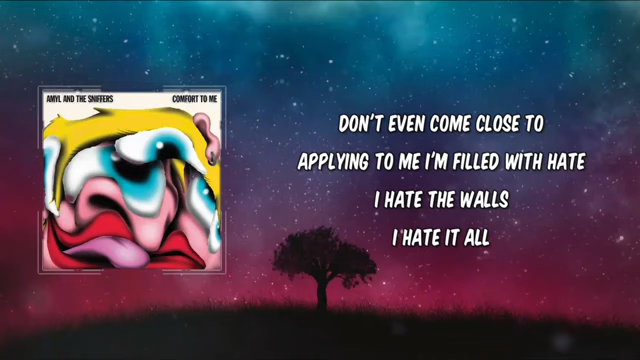 AMYL AND THE SNIFFERS COMFORT TO ME
DON'T EVEN COME CLOSE TO
APPLYING TO ME I'M FILLED WITH HATE
I HATE THE WALLS
I HATE IT ALL